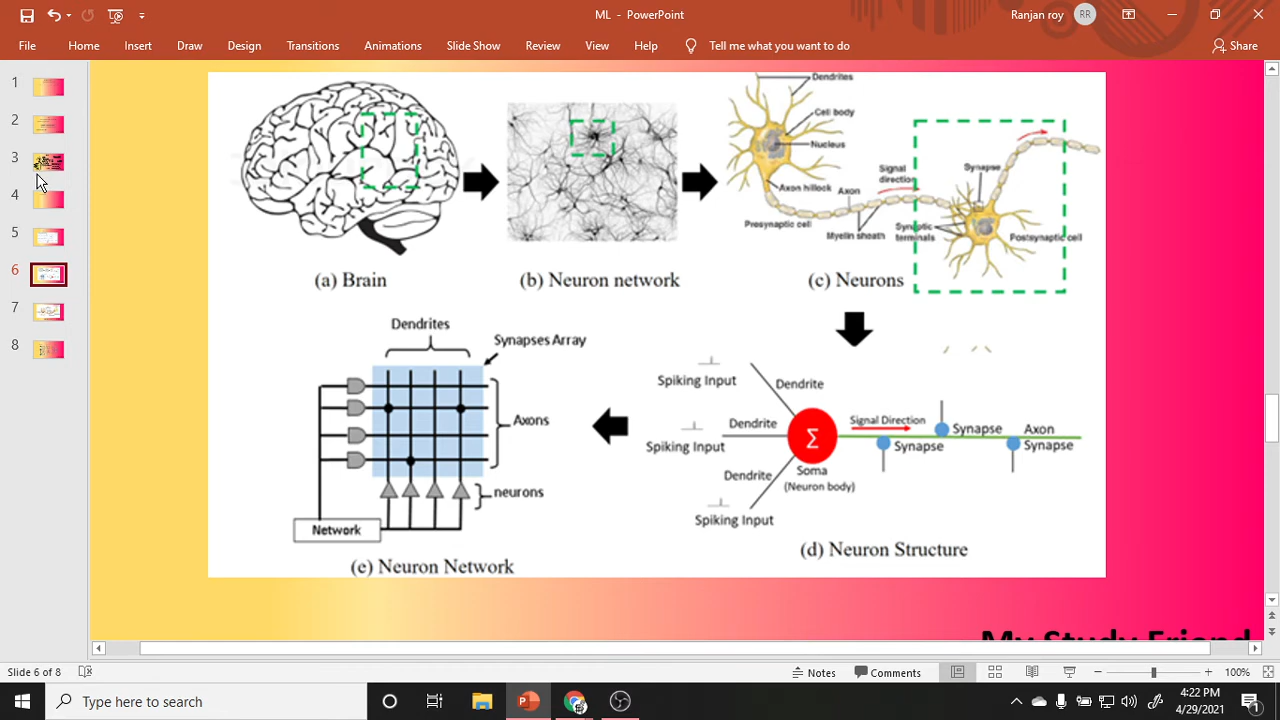 ML - PowerPoint
Ranjan roy RR
File Home Insert Draw Design Transitions Animations Slide Show Review View Help Tell me what you want to do Share
1
2
3
4
5
6
7
8
Dendrites
Cell body
Nucleus
Axon hillock
Axon
Signal
direction
Synapse
Presynaptic cell
Myelin sheath
Synaptic
terminals
Postsynaptic cell
(a) Brain
(b) Neuron network
(c) Neurons
Dendrites
Synapses Array
Axons
neurons
Network
(e) Neuron Network
Spiking Input
Dendrite
Spiking Input
Dendrite
Spiking Input
Dendrite
Σ
Soma
(Neuron body)
Signal Direction
Synapse
Synapse
Axon
Synapse
(d) Neuron Structure
My Study Friend
Slide 6 of 8
Notes Comments
100%
Type here to search
4:22 PM
4/29/2021
1